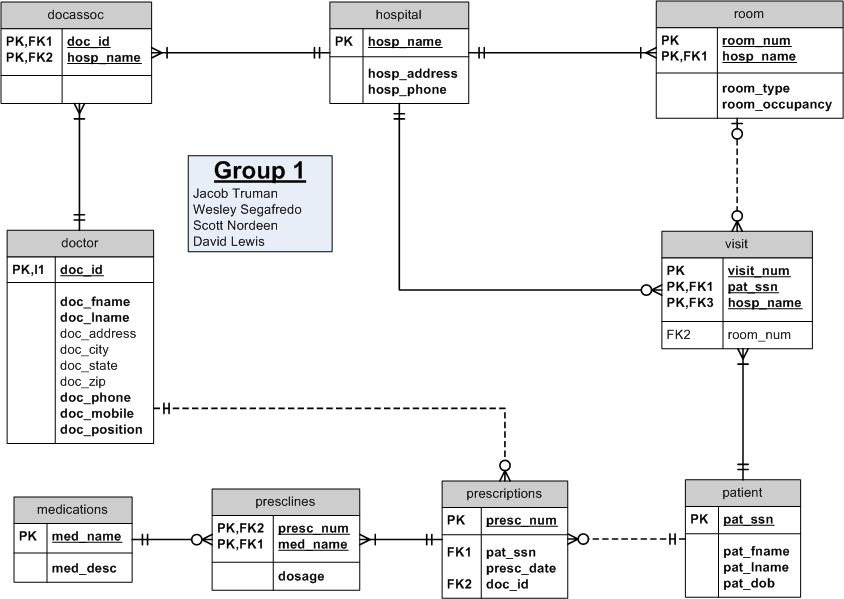 docassoc
PK,FK1 doc_id
PK,FK2 hosp_name
hospital
PK hosp_name
hosp_address
hosp_phone
room
PK room_num
PK,FK1 hosp_name
room_type
room_occupancy
Group 1
Jacob Truman
Wesley Segafredo
Scott Nordeen
David Lewis
doctor
PK,I1 doc_id
doc_fname
doc_lname
doc_address
doc_city
doc_state
doc_zip
doc_phone
doc_mobile
doc_position
visit
PK visit_num
PK,FK1 pat_ssn
PK,FK3 hosp_name
FK2 room_num
medications
PK med_name
med_desc
presclines
PK,FK2 presc_num
PK,FK1 med_name
dosage
prescriptions
PK presc_num
FK1 pat_ssn
presc_date
FK2 doc_id
patient
PK pat_ssn
pat_fname
pat_lname
pat_dob